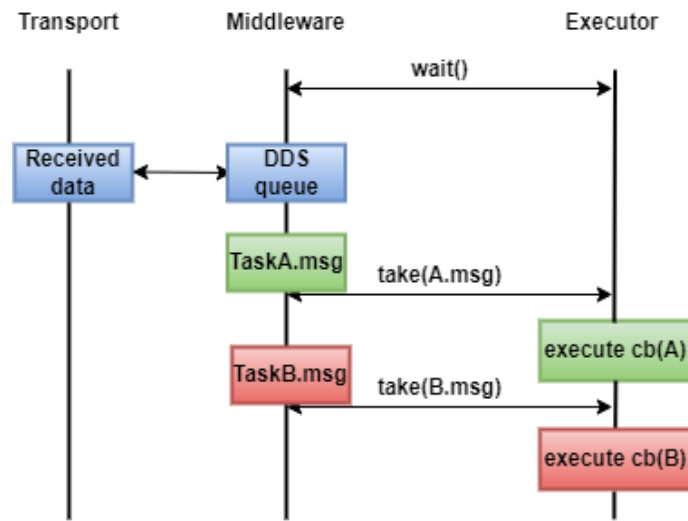 Transport
Middleware
Executor
wait()
Received
data
DDS
queue
TaskA.msg
take(A.msg)
execute cb(A)
TaskB.msg
take(B.msg)
execute cb(B)